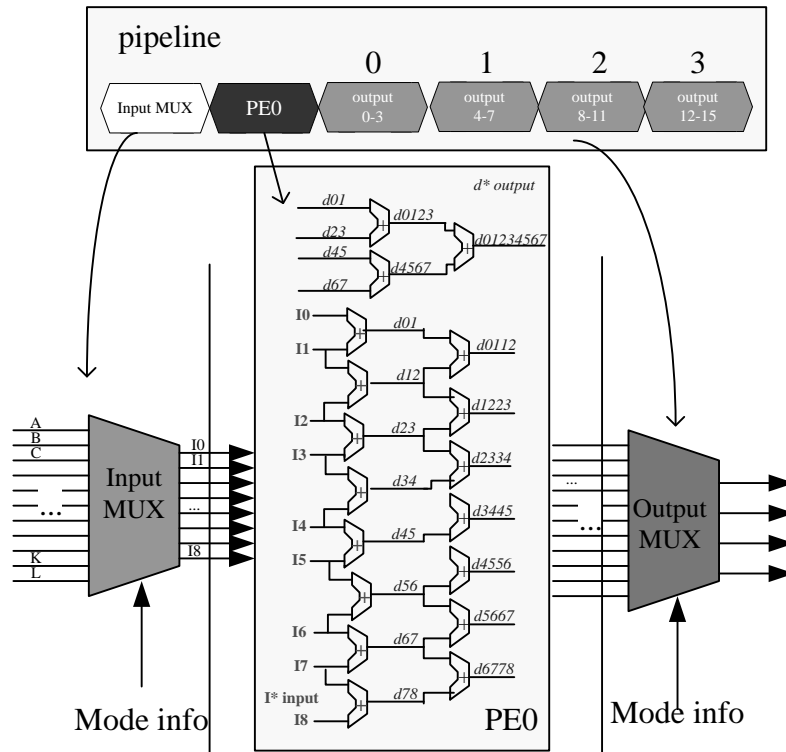 pipeline
0 1 2 3
Input MUX
PE0
output
0-3
output
4-7
output
8-11
output
12-15
d* output
d01
d0123
d23
d01234567
d45
d4567
d67
I0
d01
I1
d0112
d12
d1223
I2
d23
I3
d2334
d34
d3445
I4
d45
I5
d4556
d56
d5667
I6
d67
I7
d6778
I* input
d78
I8
PE0
A
B
C
...
K
L
Input
MUX
I0
I1
...
I8
Mode info
...
...
Output
MUX
Mode info